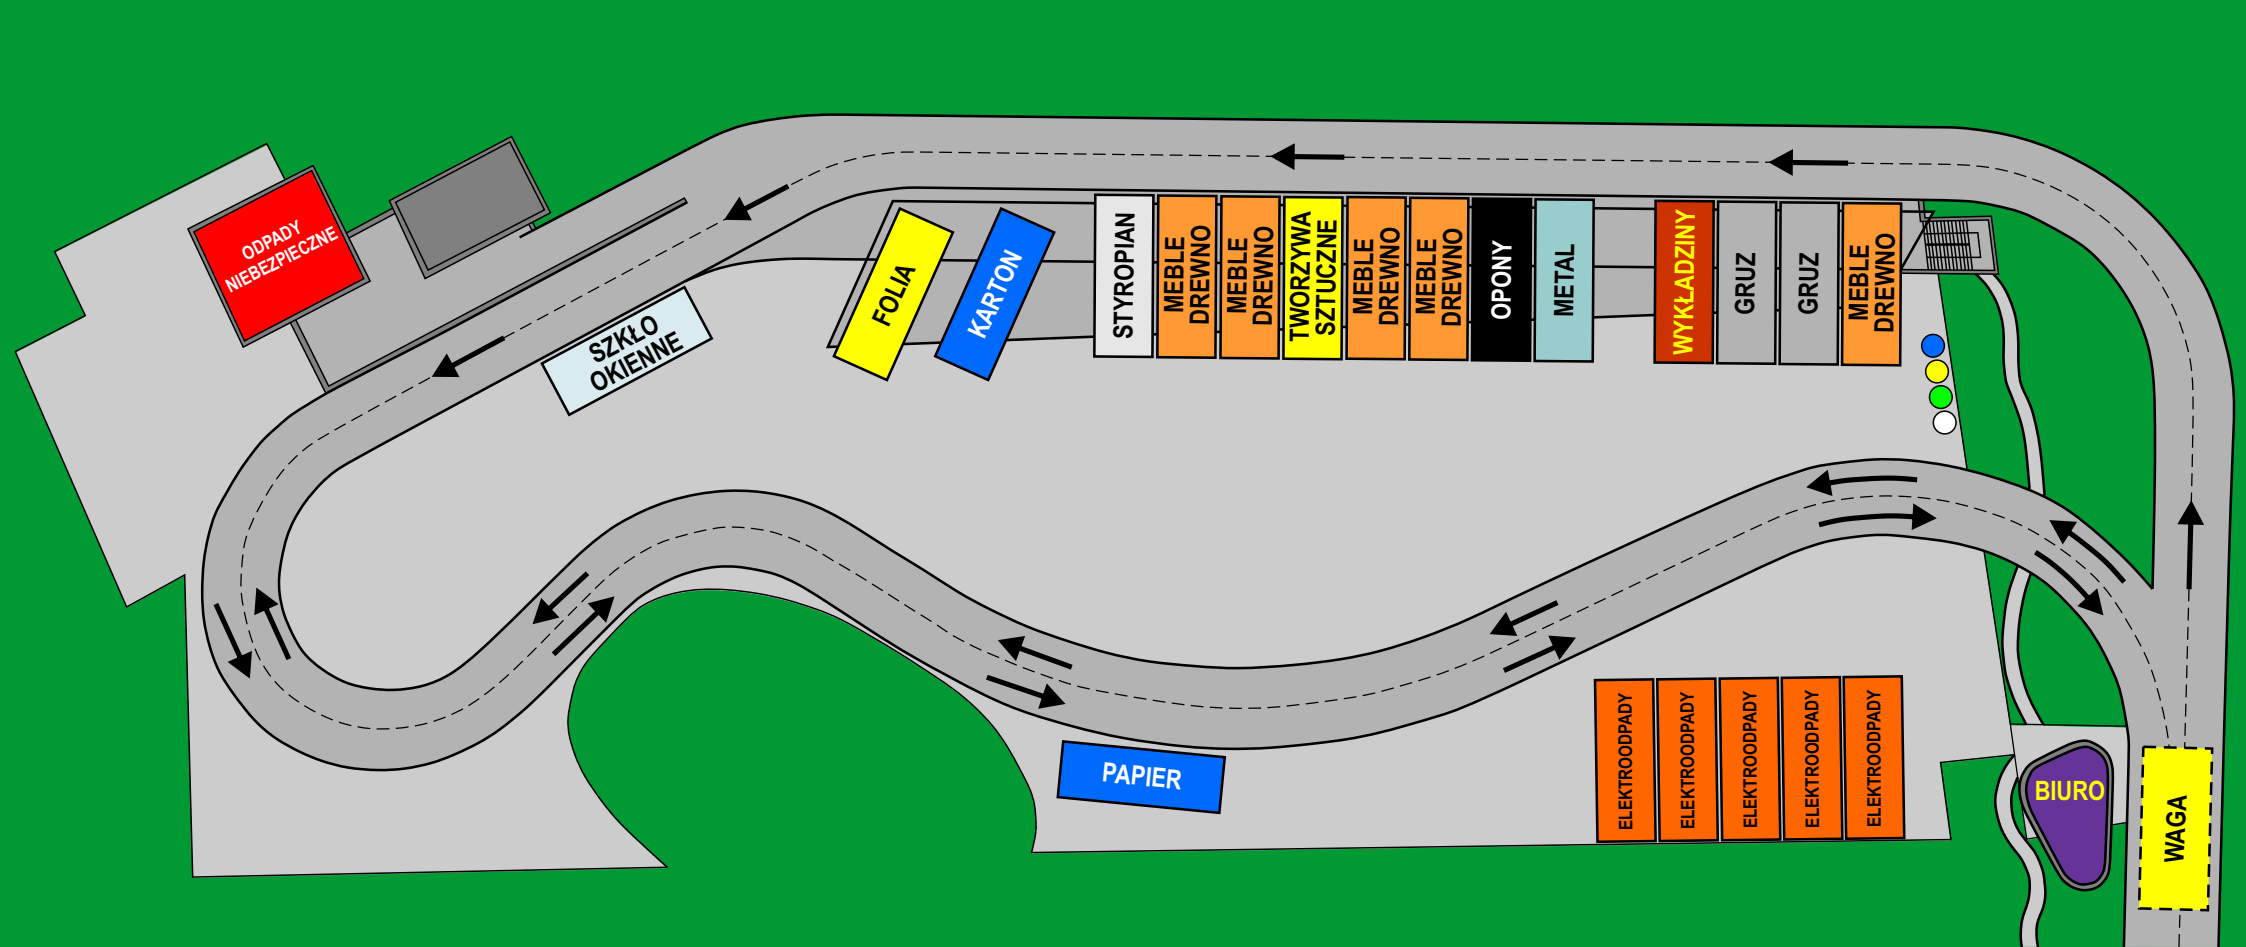 ODPADY
NIEBEZPIECZNE
SZKŁO
OKIENNE
FOLIA
KARTON
STYROPIAN
MEBLE
DREWNO
MEBLE
DREWNO
TWORZYWA
SZTUCZNE
MEBLE
DREWNO
MEBLE
DREWNO
OPONY
METAL
WYKŁADZINY
GRUZ
GRUZ
MEBLE
DREWNO
PAPIER
ELEKTROODPADY
ELEKTROODPADY
ELEKTROODPADY
ELEKTROODPADY
ELEKTROODPADY
BIURO
WAGA